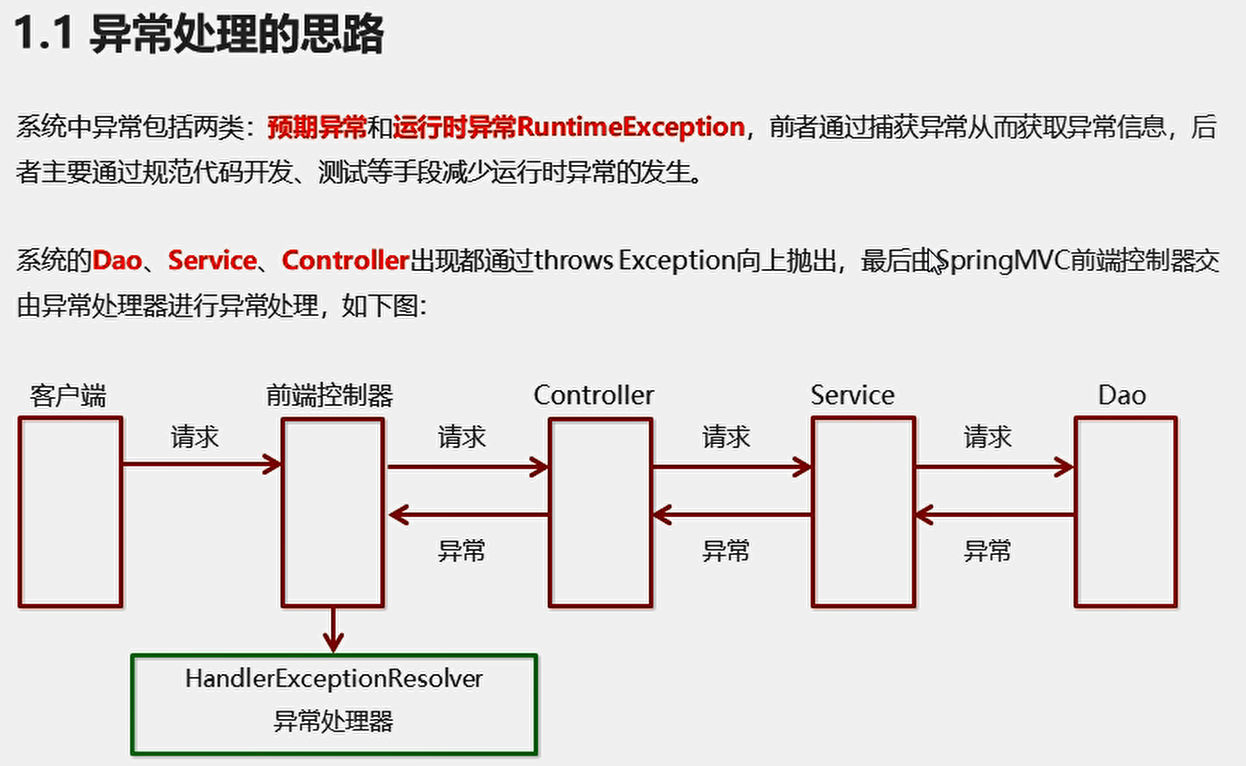 1.1 异常处理的思路
系统中异常包括两类：预期异常和运行时异常RuntimeException，前者通过捕获异常从而获取异常信息，后
者主要通过规范代码开发、测试等手段减少运行时异常的发生。
系统的Dao、Service、Controller出现都通过throws Exception向上抛出，最后由SpringMVC前端控制器交
由异常处理器进行异常处理，如下图：
客户端 前端控制器 Controller Service Dao
请求 请求 请求 请求
异常 异常 异常
HandlerExceptionResolver
异常处理器